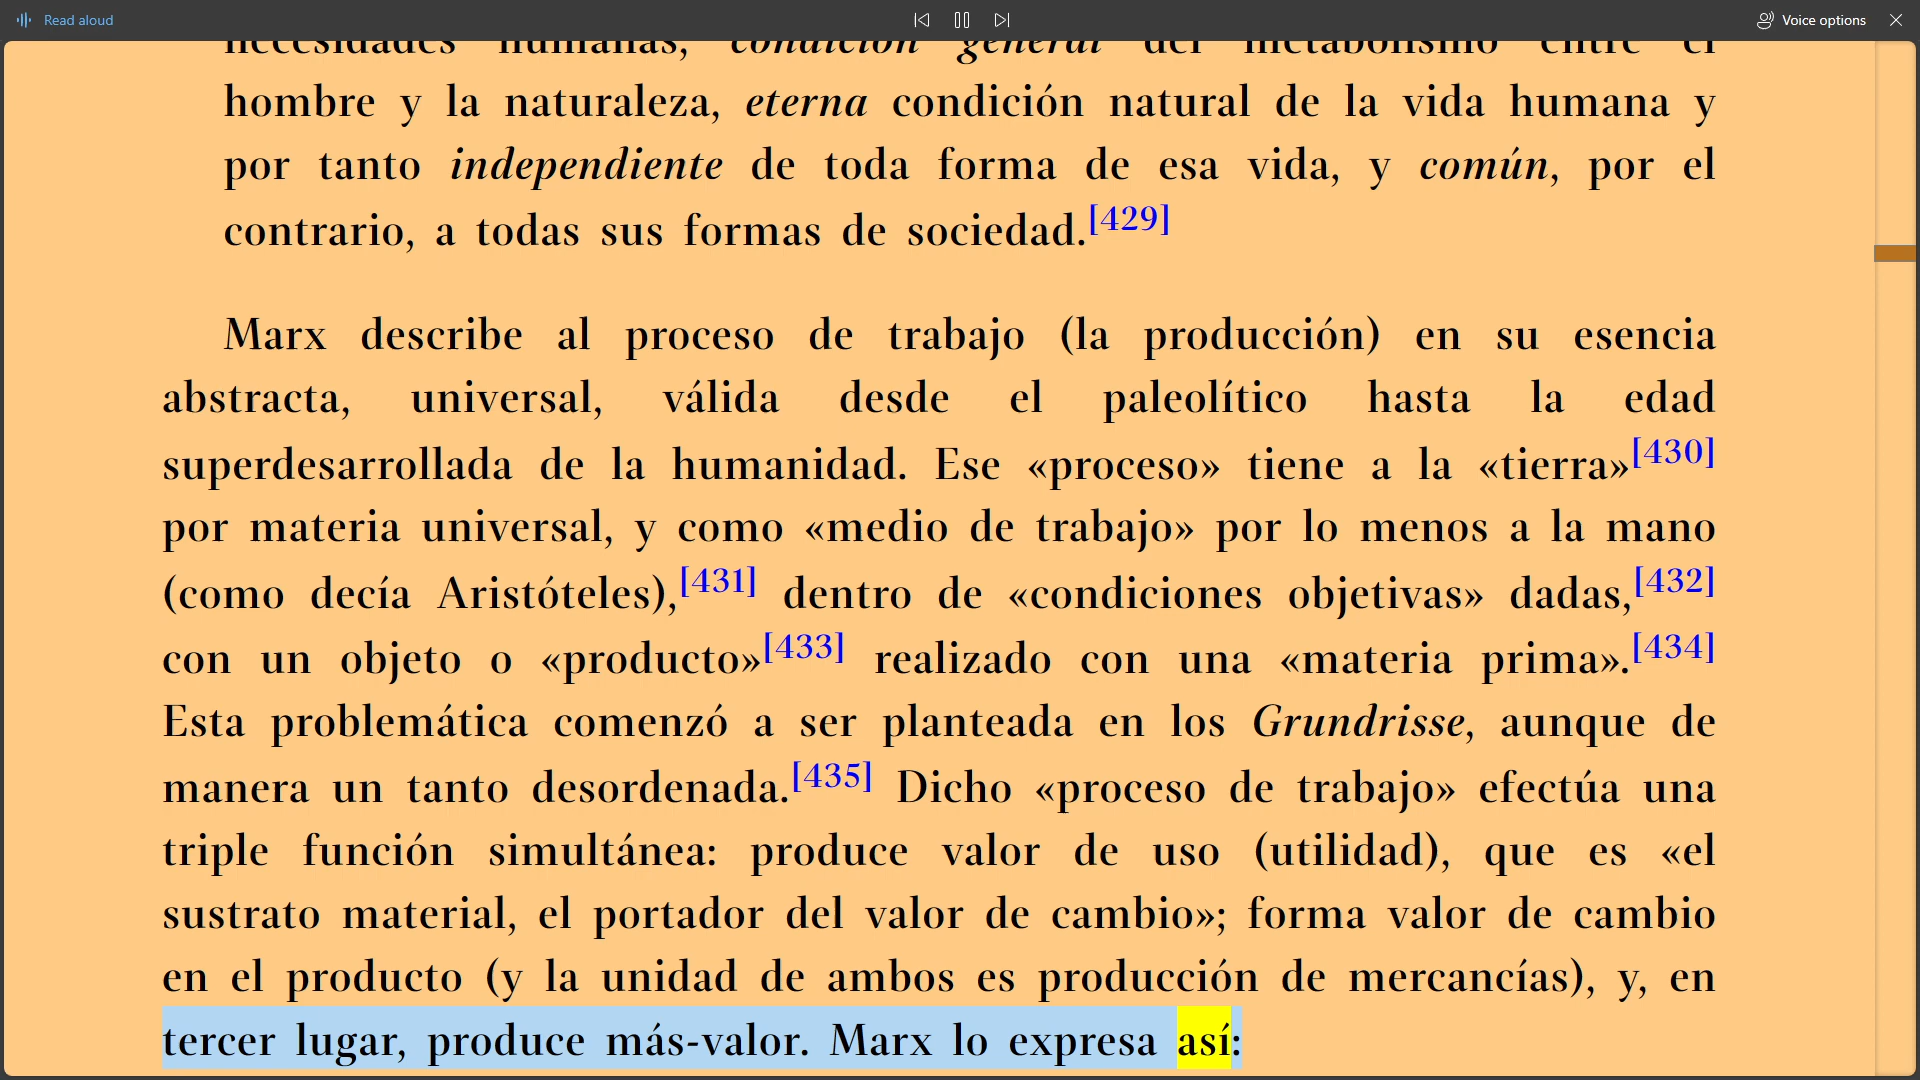 Read aloud
Voice options
necesidades humanas, condición general del metabolismo entre el
hombre y la naturaleza, eterna condición natural de la vida humana y
por tanto independiente de toda forma de esa vida, y común, por el
contrario, a todas sus formas de sociedad.[429]
Marx describe al proceso de trabajo (la producción) en su esencia
abstracta, universal, válida desde el paleolítico hasta la edad
superdesarrollada de la humanidad. Ese «proceso» tiene a la «tierra»[430]
por materia universal, y como «medio de trabajo» por lo menos a la mano
(como decía Aristóteles),[431] dentro de «condiciones objetivas» dadas,[432]
con un objeto o «producto»[433] realizado con una «materia prima».[434]
Esta problemática comenzó a ser planteada en los Grundrisse, aunque de
manera un tanto desordenada.[435] Dicho «proceso de trabajo» efectúa una
triple función simultánea: produce valor de uso (utilidad), que es «el
sustrato material, el portador del valor de cambio»; forma valor de cambio
en el producto (y la unidad de ambos es producción de mercancías), y, en
tercer lugar, produce más-valor. Marx lo expresa así: